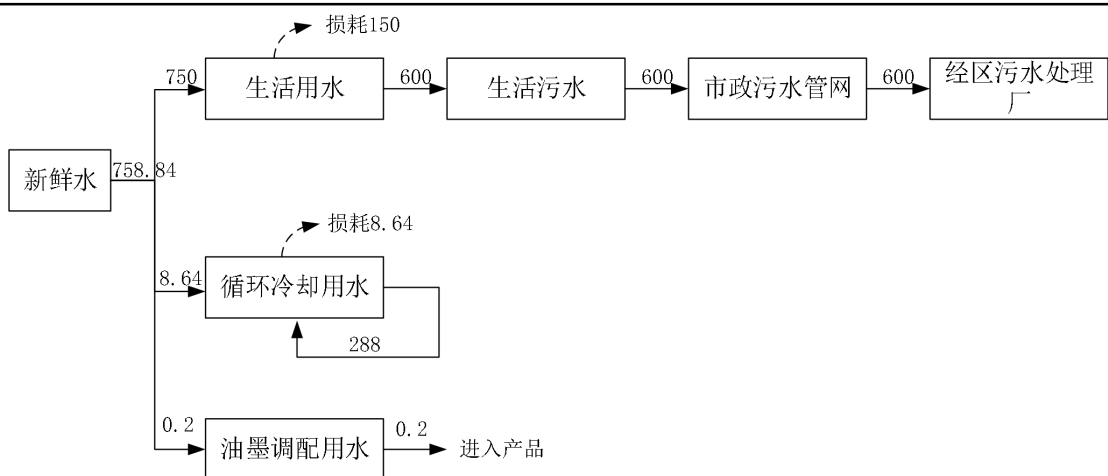 损耗150
750
生活用水
600
生活污水
600
市政污水管网
600
经区污水处理
厂
新鲜水
758.84
损耗8.64
8.64
循环冷却用水
288
0.2
油墨调配用水
0.2
进入产品